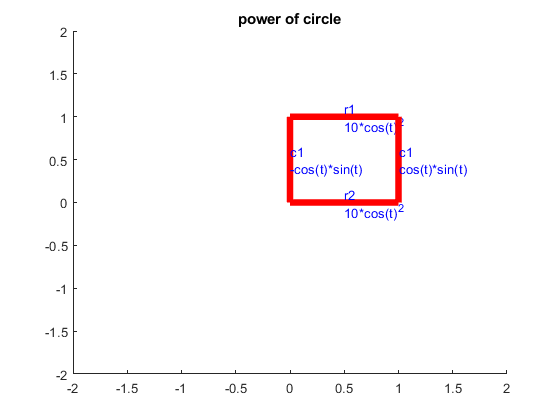 power of circle
2
1.5
1
0.5
0
-0.5
-1
-1.5
-2
r1
10*cos(t)^2
c1
-cos(t)*sin(t)
c1
cos(t)*sin(t)
r2
10*cos(t)^2
-2 -1.5 -1 -0.5 0 0.5 1 1.5 2